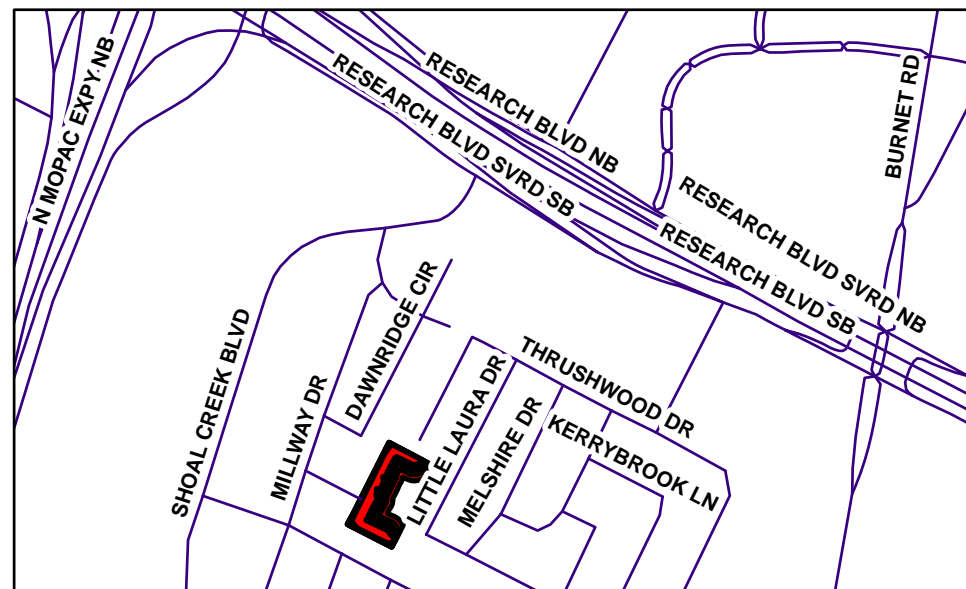 N MOPAC EXPY NB
RESEARCH BLVD NB
RESEARCH BLVD SVRD SB
BURNET RD
RESEARCH BLVD SVRD NB
RESEARCH BLVD SB
SHOAL CREEK BLVD
MILLWAY DR
DAWNRIDGE CIR
LITTLE LAURA DR
MELSHIRE DR
THRUSHWOOD DR
KERRYBROOK LN